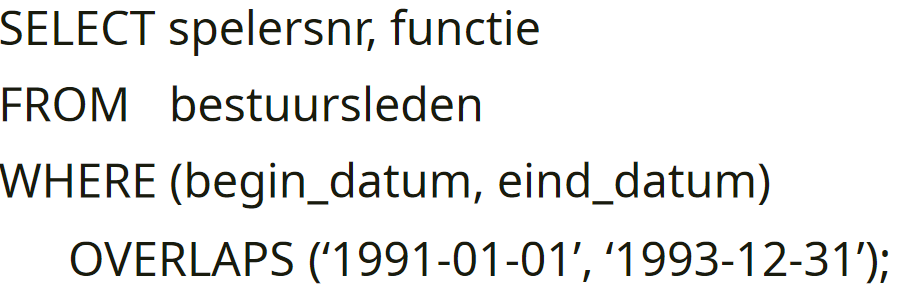 SELECT spelersnr, functie
FROM bestuursleden
WHERE (begin_datum, eind_datum)
OVERLAPS (‘1991-01-01’, ‘1993-12-31’);